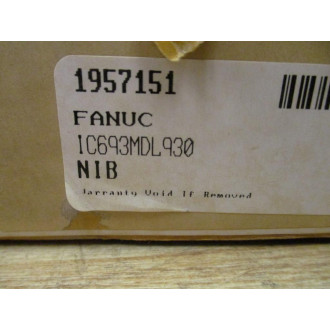 1957151
FANUC
IC693MDL930
NIB
Warranty Void If Removed